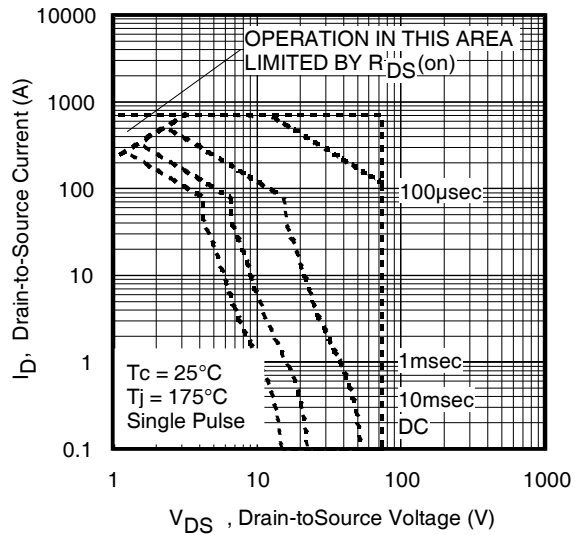 10000
1000
100
10
1
0.1
I_D, Drain-to-Source Current (A)
OPERATION IN THIS AREA
LIMITED BY R_DS(on)
100µsec
1msec
10msec
DC
Tc = 25°C
Tj = 175°C
Single Pulse
1
10
100
1000
V_DS , Drain-toSource Voltage (V)